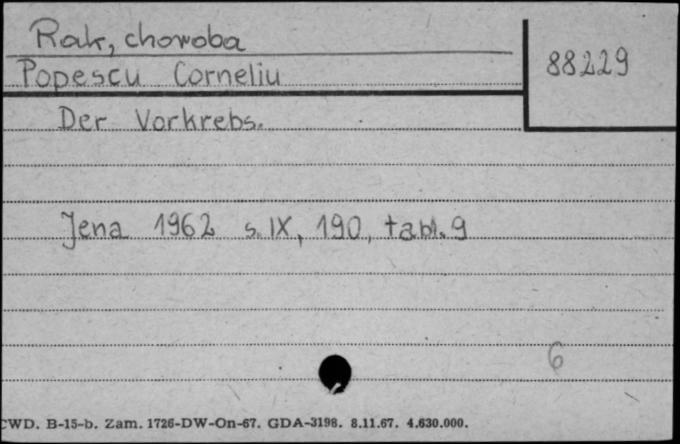 Rak, choroba
88229
Popescu Corneliu
Der Vorkrebs.
Jena 1962 s. IX, 190, tabl. 9
6
CWD. B-15-b. Zam. 1726-DW-On-67. GDA-3198. 8.11.67. 4.630.000.